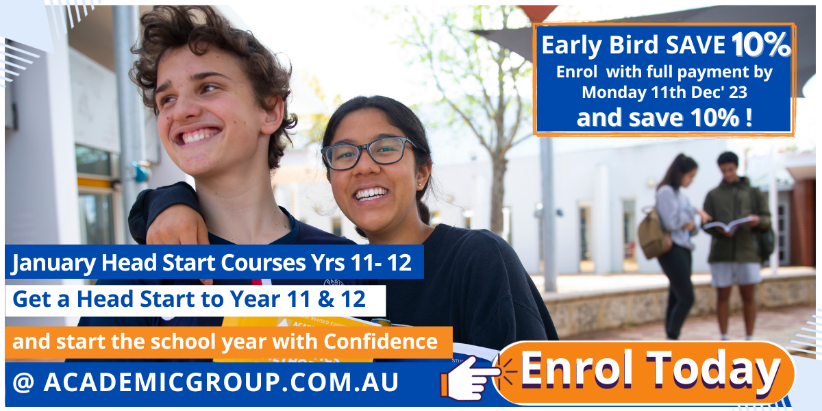 Early Bird SAVE 10%
Enrol with full payment by
Monday 11th Dec' 23
and save 10% !
January Head Start Courses Yrs 11- 12
Get a Head Start to Year 11 & 12
and start the school year with Confidence
@ ACADEMICGROUP.COM.AU
Enrol Today